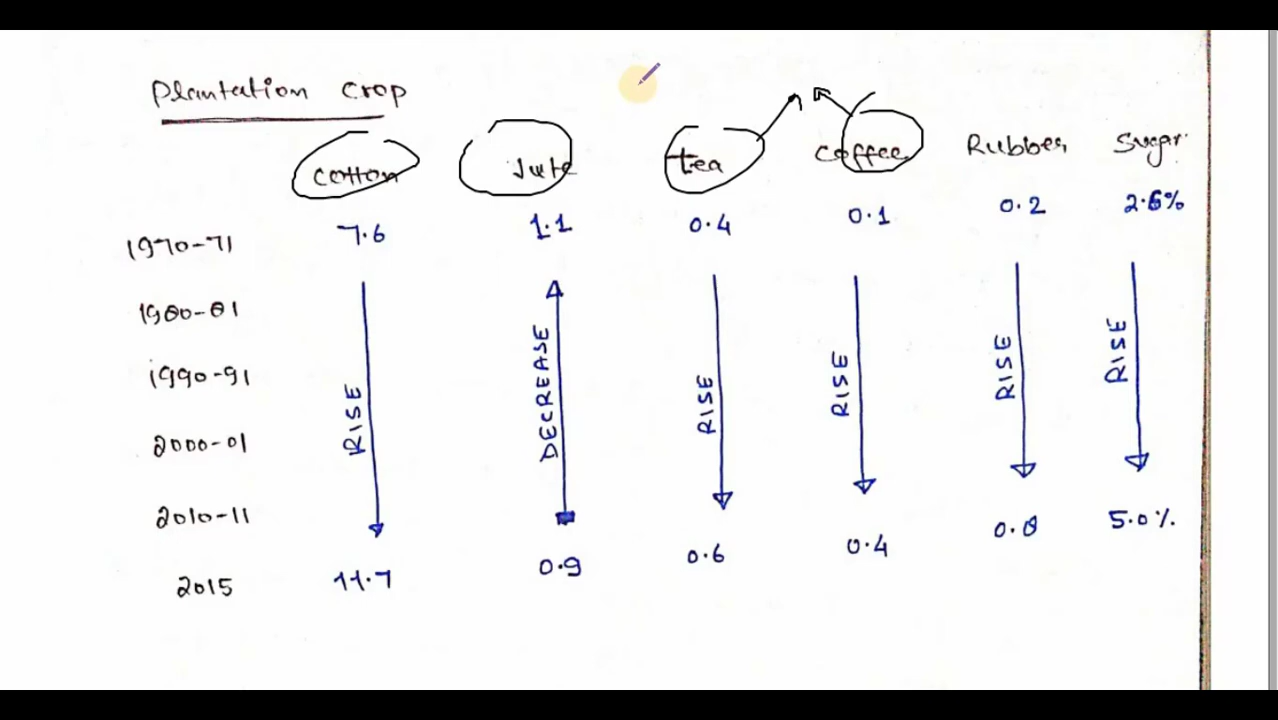 Plantation crop
cotton Jute tea coffee Rubber Sugar
1970-71 7.6 1.1 0.4 0.1 0.2 2.6%
1980-81
1990-91
2000-01
2010-11
2015 11.7 0.9 0.6 0.4 0.8 5.0%
RISE DECREASE RISE RISE RISE RISE